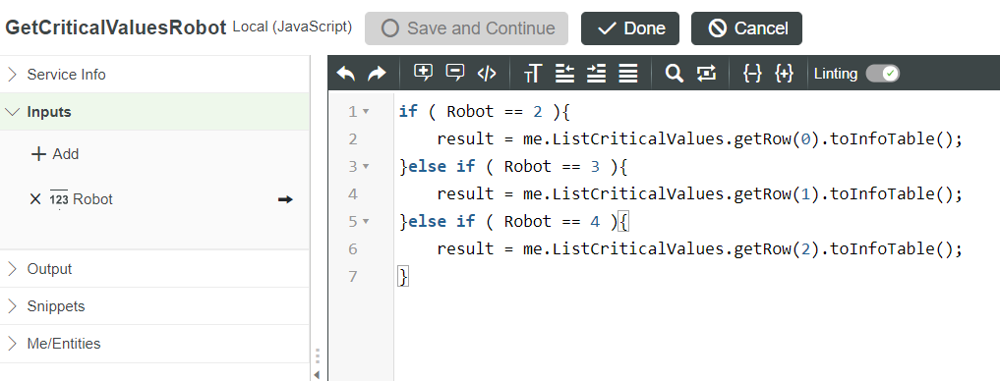 GetCriticalValuesRobot Local (JavaScript) Save and Continue Done Cancel
Service Info
Inputs
Add
123 Robot
Output
Snippets
Me/Entities
Linting
1 if ( Robot == 2 ){
2     result = me.ListCriticalValues.getRow(0).toInfoTable();
3 }else if ( Robot == 3 ){
4     result = me.ListCriticalValues.getRow(1).toInfoTable();
5 }else if ( Robot == 4 ){
6     result = me.ListCriticalValues.getRow(2).toInfoTable();
7 }